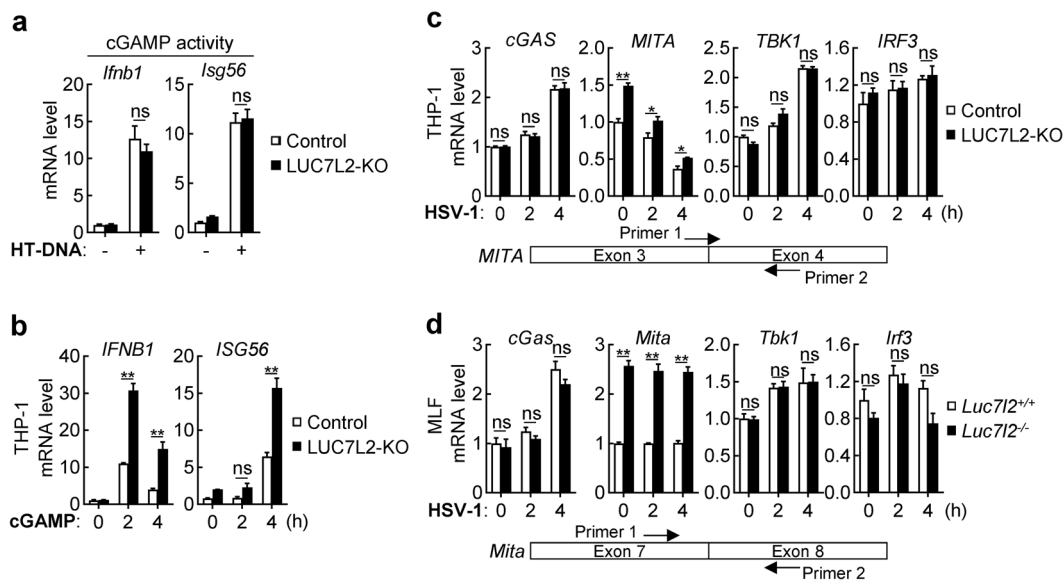 a
cGAMP activity
Ifnb1 Isg56
mRNA level
20 15 10 5 0
15 10 5 0
ns ns
Control
LUC7L2-KO
HT-DNA: - + - +
b
IFNB1 ISG56
THP-1
mRNA level
40 30 20 10 0
20 15 10 5 0
** ** ns **
Control
LUC7L2-KO
cGAMP: 0 2 4 0 2 4 (h)
c
cGAS MITA TBK1 IRF3
THP-1
mRNA level
3 2 1 0
2.0 1.5 1.0 0.5 0
2.5 2.0 1.5 1.0 0.5 0
1.6 1.2 0.8 0.4 0
ns ns ns ** * * ns ns ns ns ns ns
Control
LUC7L2-KO
HSV-1: 0 2 4 0 2 4 0 2 4 0 2 4 (h)
Primer 1
MITA Exon 3 Exon 4
Primer 2
d
cGas Mita Tbk1 Irf3
MLF
mRNA level
3 2 1 0
3 2 1 0
2.0 1.5 1.0 0.5 0
1.5 1.0 0.5 0
ns ns ns ** ** ** ns ns ns ns ns ns
Luc7l2+/+
Luc7l2-/-
HSV-1: 0 2 4 0 2 4 0 2 4 0 2 4 (h)
Primer 1
Mita Exon 7 Exon 8
Primer 2